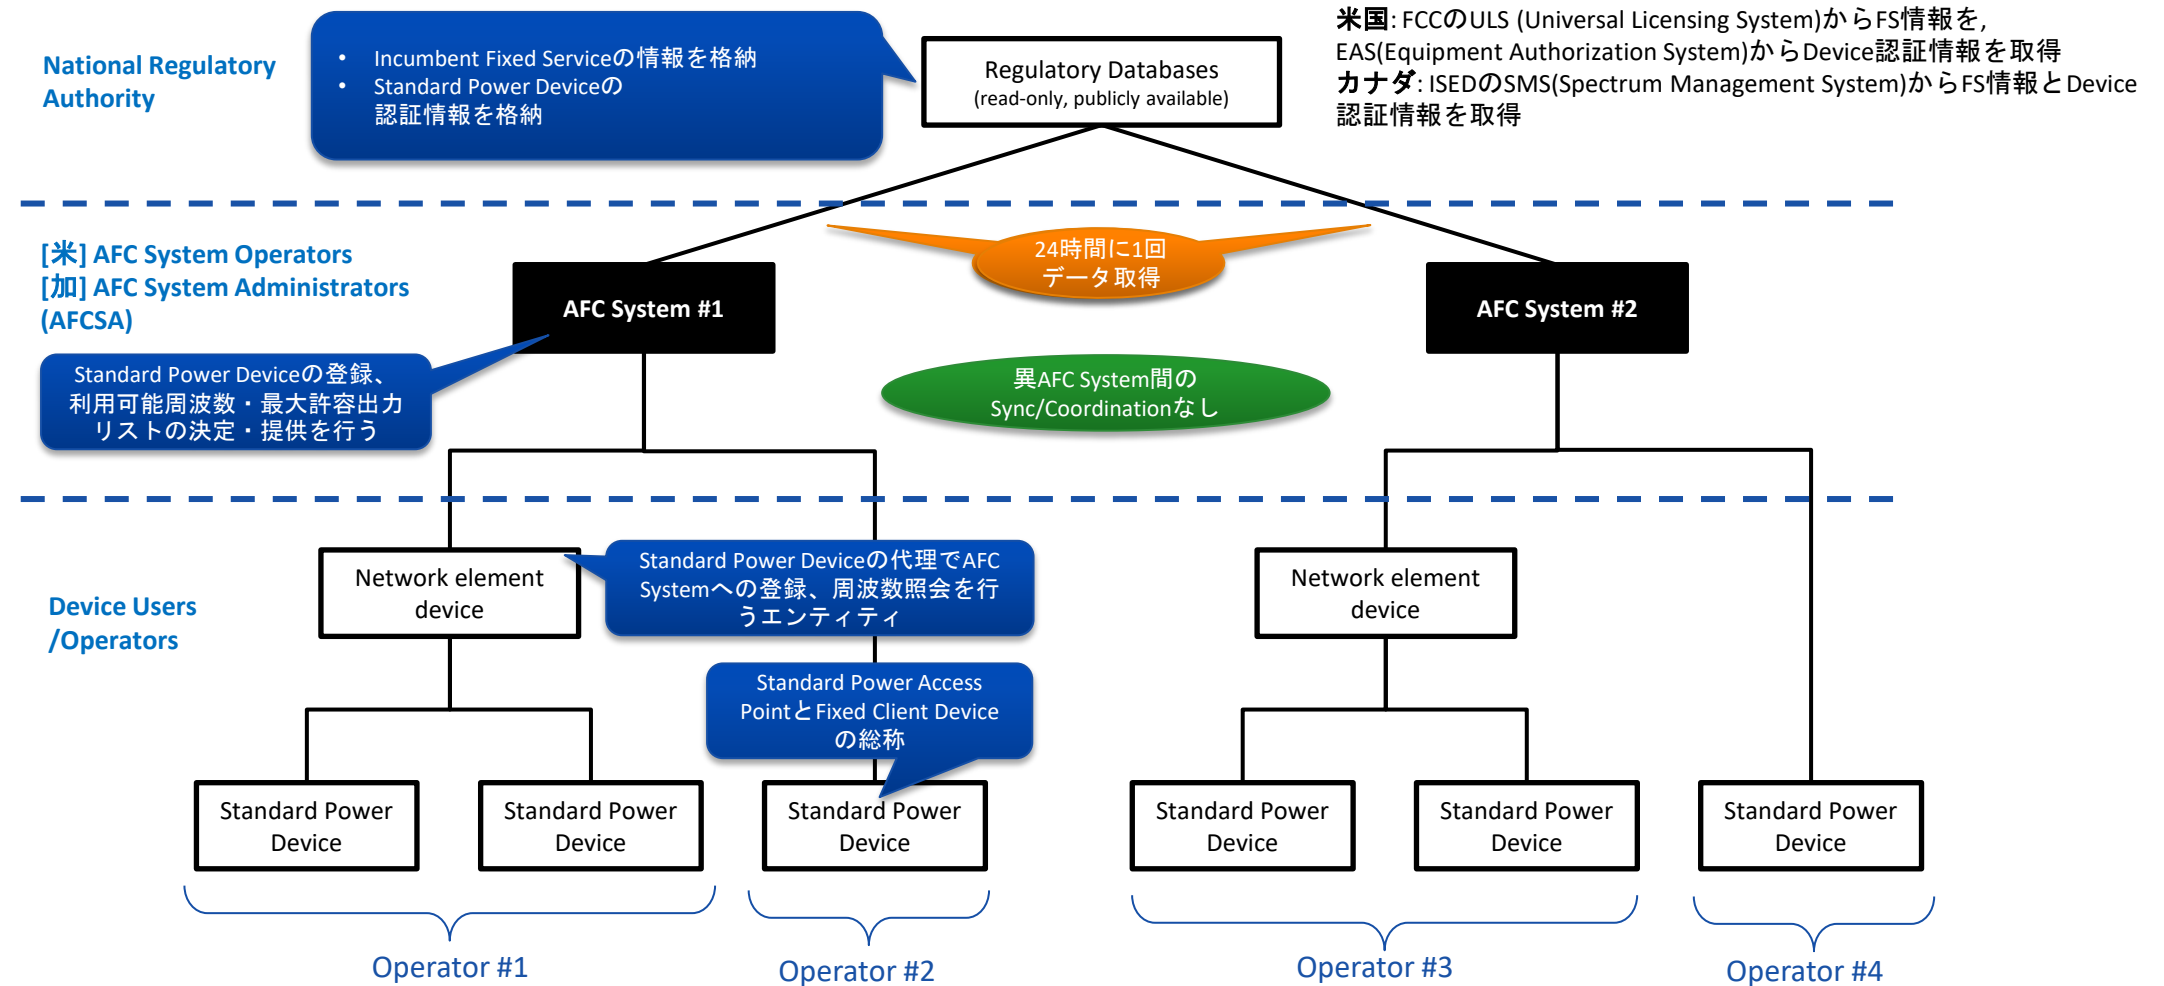 National Regulatory
Authority
• Incumbent Fixed Serviceの情報を格納
• Standard Power Deviceの
認証情報を格納
Regulatory Databases
(read-only, publicly available)
米国: FCCのULS (Universal Licensing System)からFS情報を,
EAS(Equipment Authorization System)からDevice認証情報を取得
カナダ: ISEDのSMS(Spectrum Management System)からFS情報とDevice
認証情報を取得
[米] AFC System Operators
[加] AFC System Administrators
(AFCSA)
AFC System #1
24時間に1回
データ取得
AFC System #2
Standard Power Deviceの登録、
利用可能周波数・最大許容出力
リストの決定・提供を行う
異AFC System間の
Sync/Coordinationなし
Device Users
/Operators
Network element
device
Standard Power Deviceの代理でAFC
Systemへの登録、周波数照会を行
うエンティティ
Network element
device
Standard Power Access
PointとFixed Client Device
の総称
Standard Power
Device
Standard Power
Device
Standard Power
Device
Standard Power
Device
Standard Power
Device
Standard Power
Device
Operator #1
Operator #2
Operator #3
Operator #4